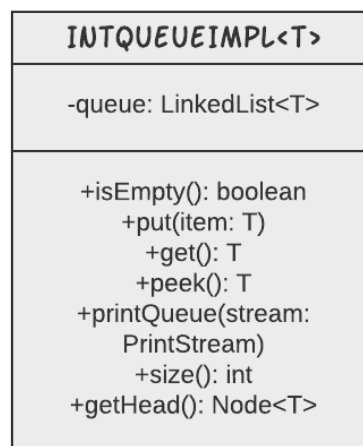 INTQUEUEIMPL<T>
-queue: LinkedList<T>
+isEmpty(): boolean
+put(item: T)
+get(): T
+peek(): T
+printQueue(stream:
PrintStream)
+size(): int
+getHead(): Node<T>